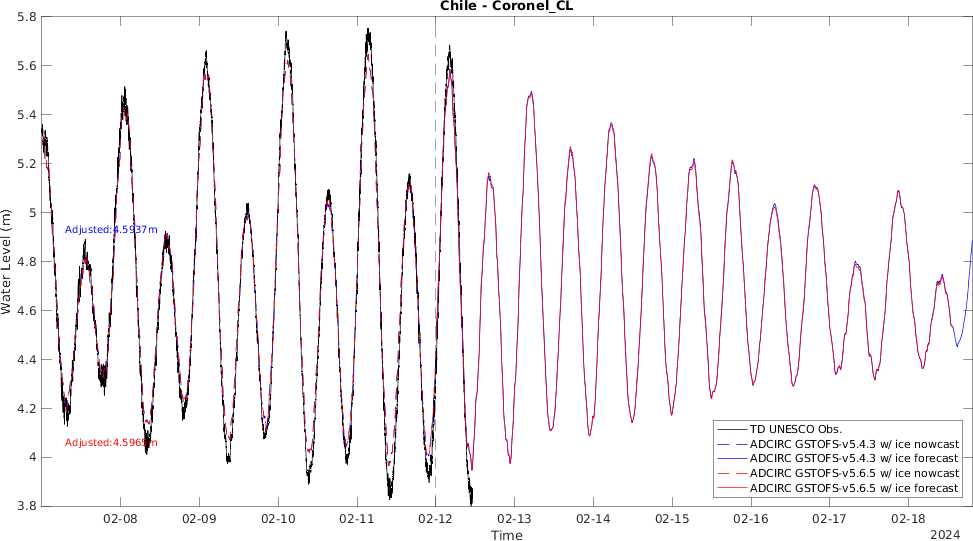 Chile - Coronel_CL
5.8
5.6
5.4
5.2
5
4.8
4.6
4.4
4.2
4
3.8
Water Level (m)
Adjusted:4.5937m
Adjusted:4.5965m
TD UNESCO Obs.
ADCIRC GSTOFS-v5.4.3 w/ ice nowcast
ADCIRC GSTOFS-v5.4.3 w/ ice forecast
ADCIRC GSTOFS-v5.6.5 w/ ice nowcast
ADCIRC GSTOFS-v5.6.5 w/ ice forecast
02-08 02-09 02-10 02-11 02-12 02-13 02-14 02-15 02-16 02-17 02-18
Time
2024